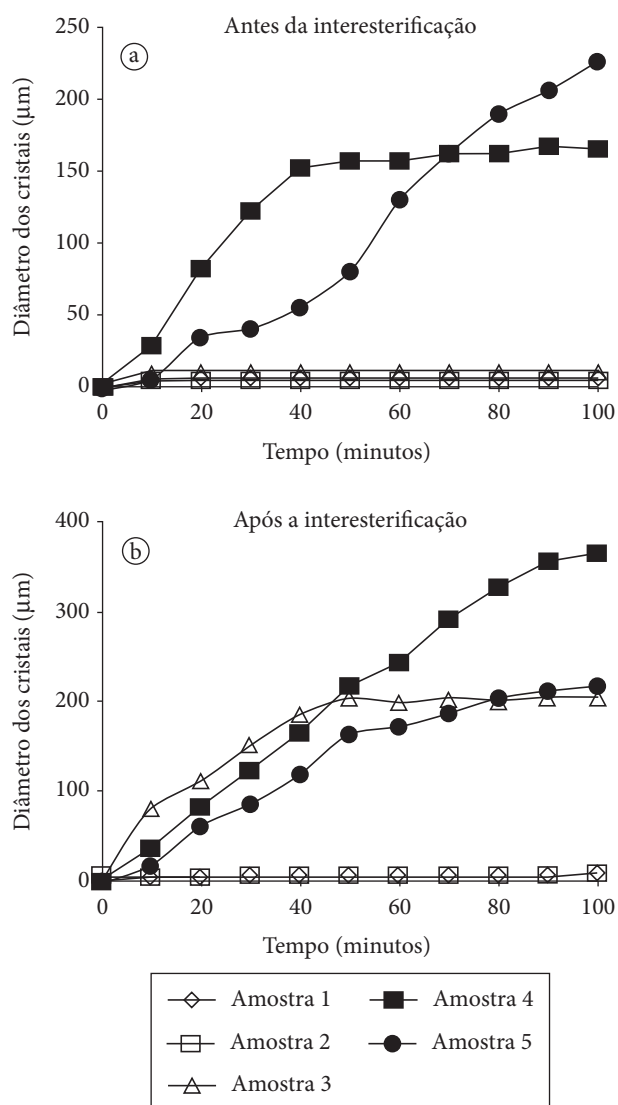 Antes da interesterificação
a
Diâmetro dos cristais (μm)
250
200
150
100
50
0
0 20 40 60 80 100
Tempo (minutos)
Após a interesterificação
b
Diâmetro dos cristais (μm)
400
300
200
100
0
0 20 40 60 80 100
Tempo (minutos)
Amostra 1
Amostra 2
Amostra 3
Amostra 4
Amostra 5